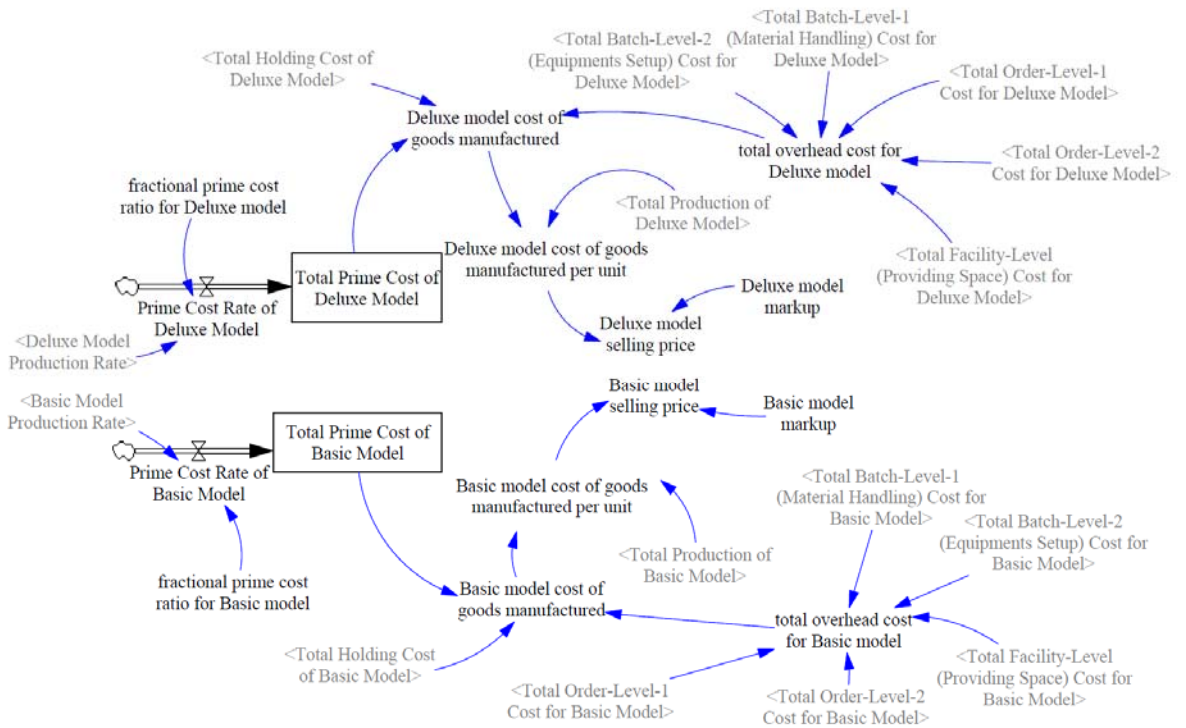 <Total Holding Cost of
Deluxe Model>
<Total Batch-Level-2
(Equipments Setup) Cost for
Deluxe Model>
<Total Batch-Level-1
(Material Handling) Cost for
Deluxe Model>
<Total Order-Level-1
Cost for Deluxe Model>
Deluxe model cost of
goods manufactured
total overhead cost for
Deluxe model
<Total Order-Level-2
Cost for Deluxe Model>
fractional prime cost
ratio for Deluxe model
<Total Production of
Deluxe Model>
Deluxe model cost of goods
manufactured per unit
<Total Facility-Level
(Providing Space) Cost for
Deluxe Model>
Total Prime Cost of
Deluxe Model
Prime Cost Rate of
Deluxe Model
Deluxe model
markup
Deluxe model
selling price
<Deluxe Model
Production Rate>
<Basic Model
Production Rate>
Basic model
selling price
Basic model
markup
Total Prime Cost of
Basic Model
Prime Cost Rate of
Basic Model
Basic model cost of goods
manufactured per unit
<Total Batch-Level-1
(Material Handling) Cost for
Basic Model>
<Total Batch-Level-2
(Equipments Setup) Cost for
Basic Model>
<Total Production of
Basic Model>
fractional prime cost
ratio for Basic model
Basic model cost of
goods manufactured
total overhead cost
for Basic model
<Total Holding Cost
of Basic Model>
<Total Order-Level-1
Cost for Basic Model>
<Total Order-Level-2
Cost for Basic Model>
<Total Facility-Level
(Providing Space) Cost for
Basic Model>